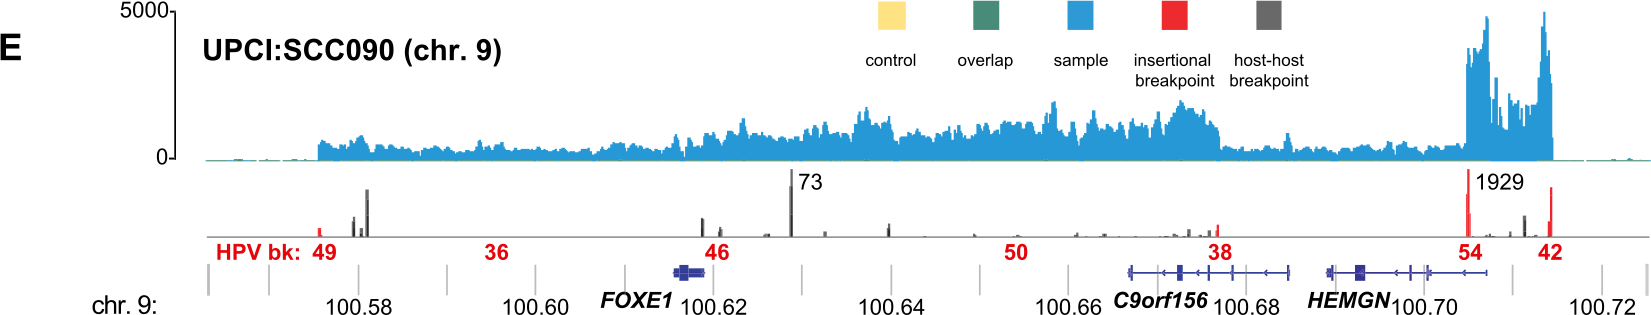 E
5000
0
UPCI:SCC090 (chr. 9)
control
overlap
sample
insertional
breakpoint
host-host
breakpoint
73
1929
HPV bk: 49 36 46 50 38 54 42
FOXE1 C9orf156 HEMGN
chr. 9: 100.58 100.60 100.62 100.64 100.66 100.68 100.70 100.72